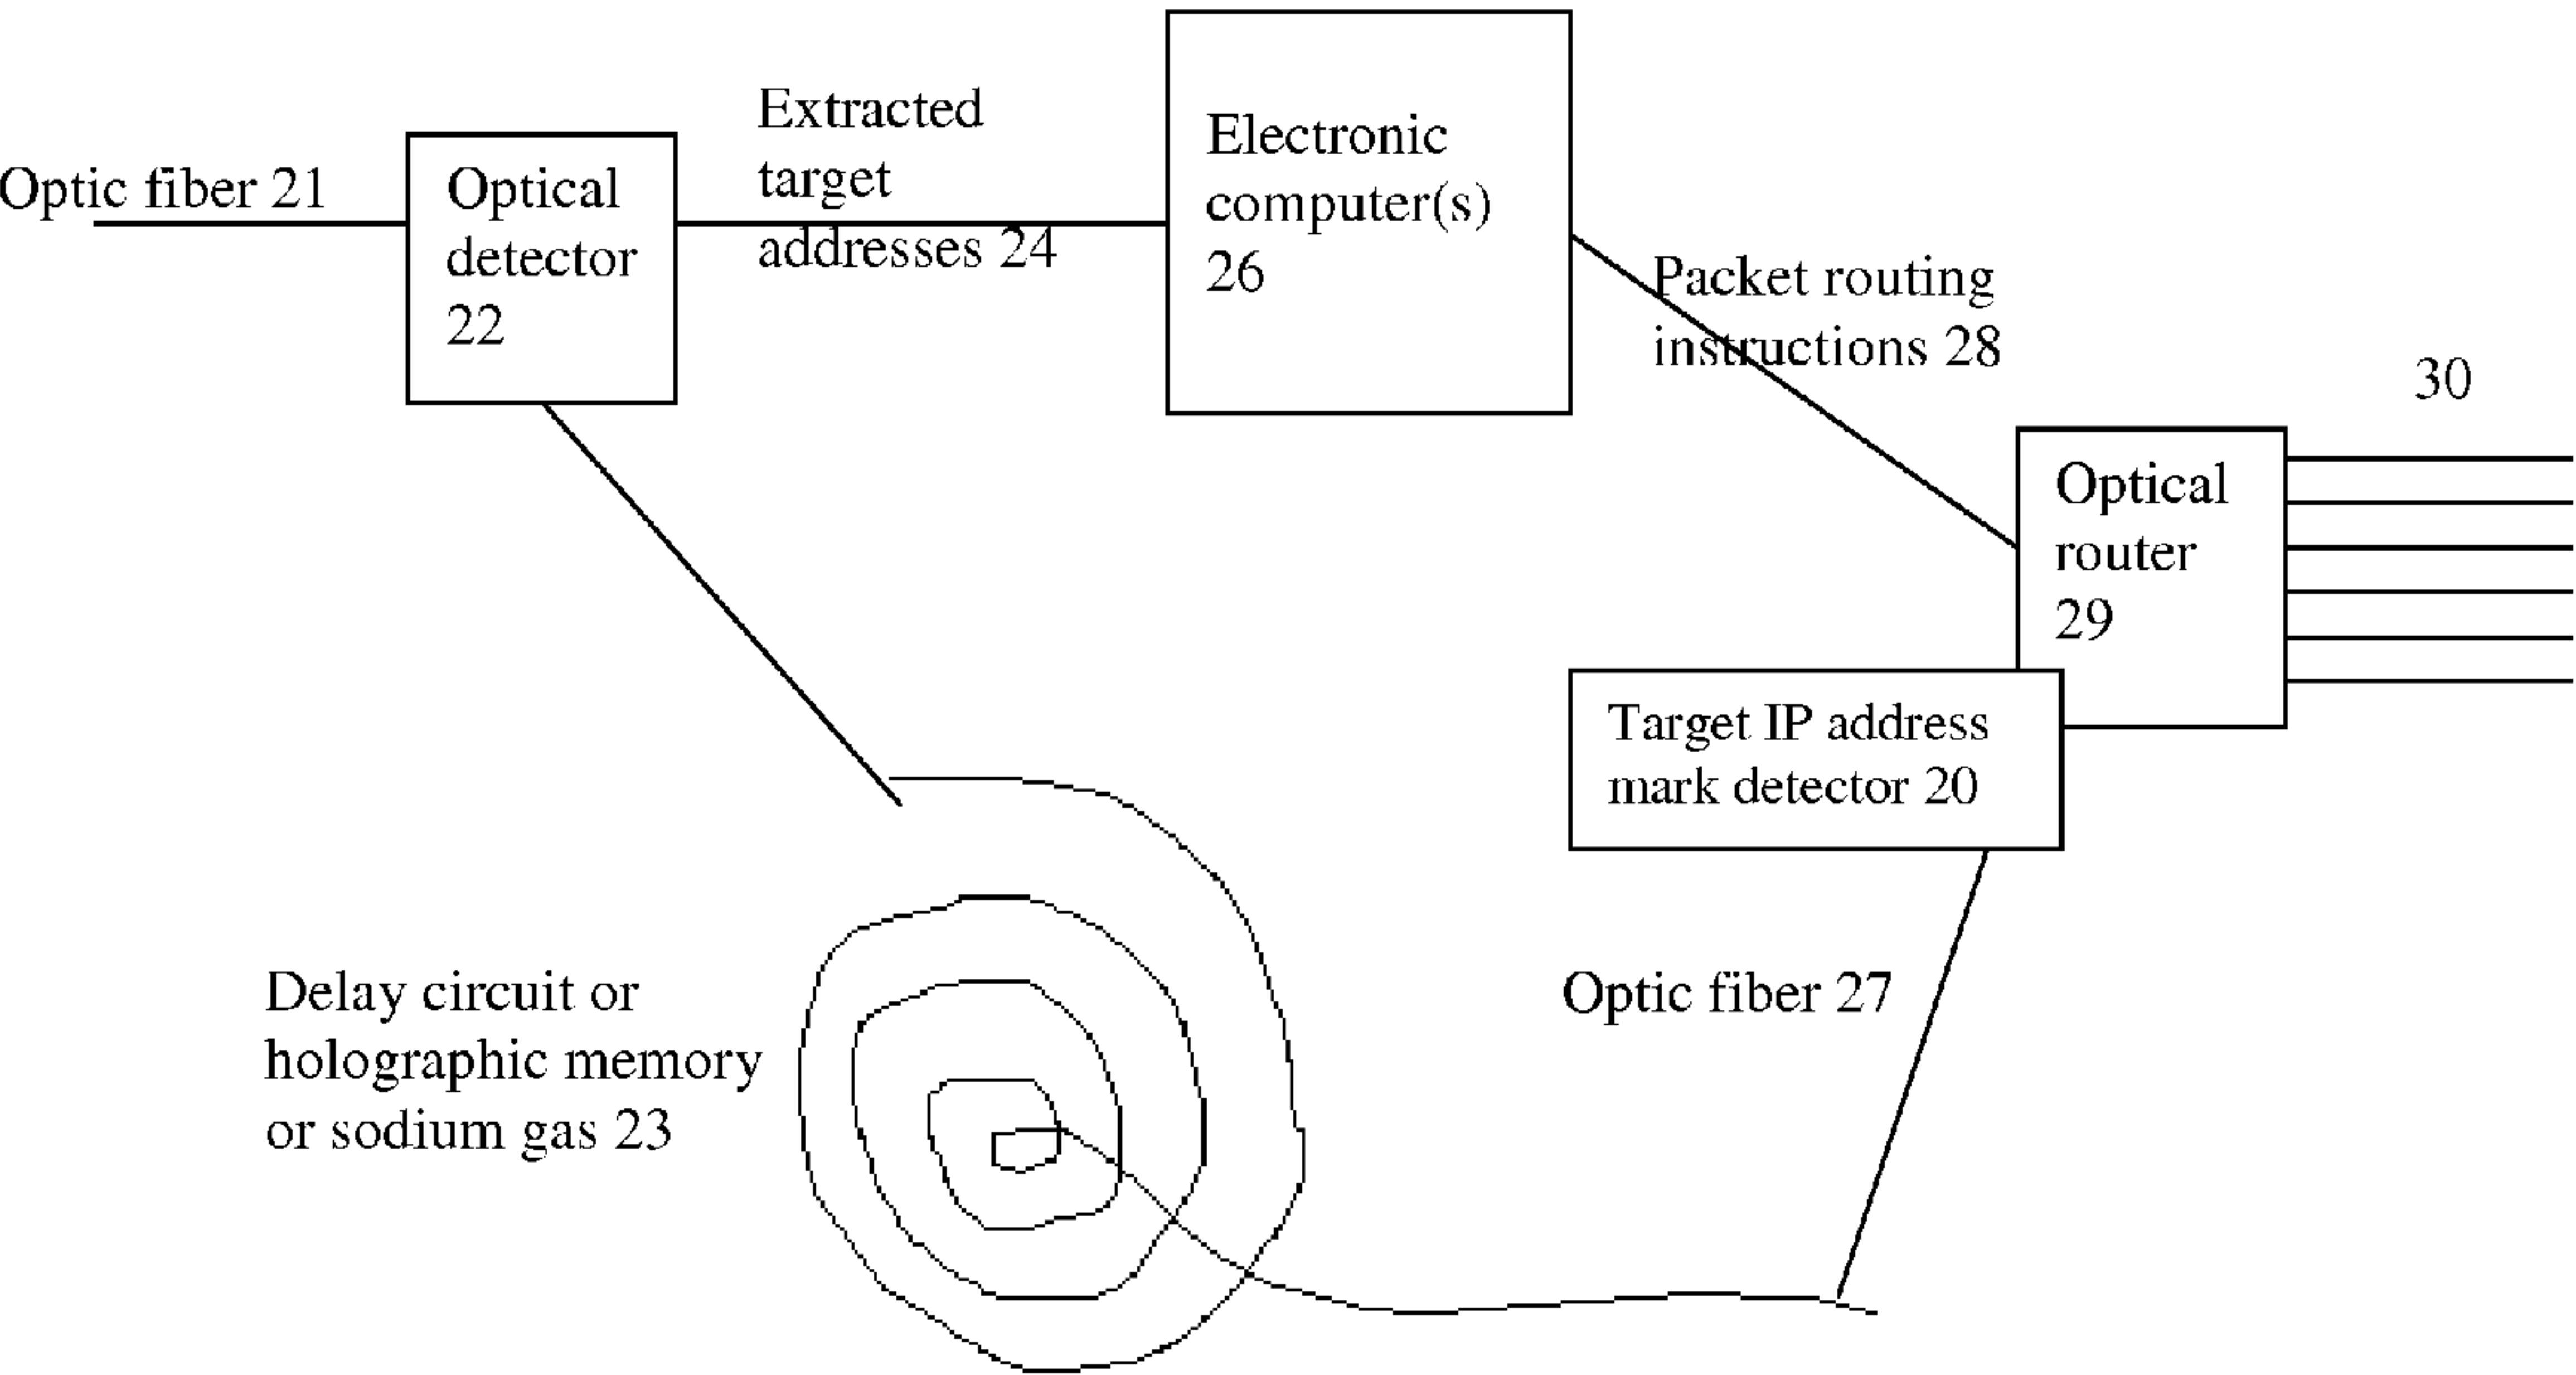 Optic fiber 21
Optical
detector
22
Extracted
target
addresses 24
Electronic
computer(s)
26
Packet routing
instructions 28
30
Optical
router
29
Target IP address
mark detector 20
Optic fiber 27
Delay circuit or
holographic memory
or sodium gas 23